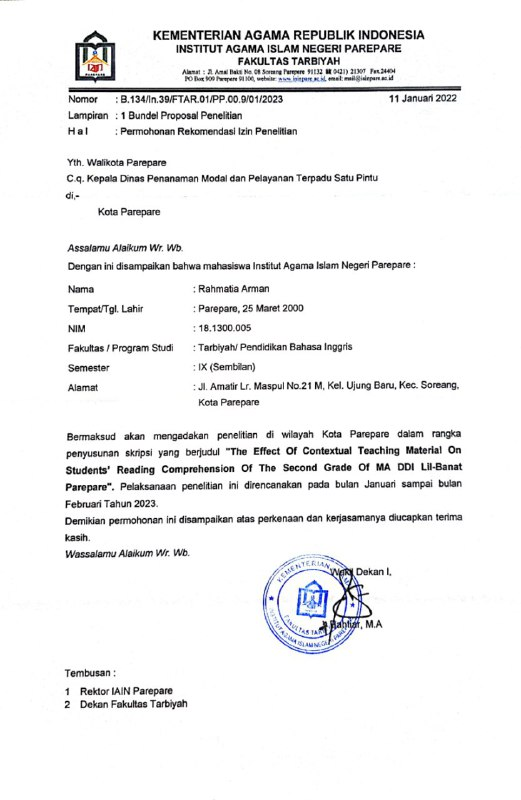 KEMENTERIAN AGAMA REPUBLIK INDONESIA
INSTITUT AGAMA ISLAM NEGERI PAREPARE
FAKULTAS TARBIYAH
Alamat : Jl. Amal Bakti No. 08 Soreang Parepare 91132 ☎ 0421) 21307 Fax.24404
PO Box 909 Parepare 91100, website: www.iainpare.ac.id, email: mail@iainpare.ac.id
PAREPARE
Nomor : B.134/In.39/FTAR.01/PP.00.9/01/2023 11 Januari 2022
Lampiran : 1 Bundel Proposal Penelitian
H a l : Permohonan Rekomendasi Izin Penelitian
Yth. Walikota Parepare
C.q. Kepala Dinas Penanaman Modal dan Pelayanan Terpadu Satu Pintu
di,-
Kota Parepare
Assalamu Alaikum Wr. Wb.
Dengan ini disampaikan bahwa mahasiswa Institut Agama Islam Negeri Parepare :
Nama : Rahmatia Arman
Tempat/Tgl. Lahir : Parepare, 25 Maret 2000
NIM : 18.1300.005
Fakultas / Program Studi : Tarbiyah/ Pendidikan Bahasa Inggris
Semester : IX (Sembilan)
Alamat : Jl. Amatir Lr. Maspul No.21 M, Kel. Ujung Baru, Kec. Soreang,
Kota Parepare
Bermaksud akan mengadakan penelitian di wilayah Kota Parepare dalam rangka
penyusunan skripsi yang berjudul "The Effect Of Contextual Teaching Material On
Students' Reading Comprehension Of The Second Grade Of MA DDI Lil-Banat
Parepare". Pelaksanaan penelitian ini direncanakan pada bulan Januari sampai bulan
Februari Tahun 2023.
Demikian permohonan ini disampaikan atas perkenaan dan kerjasamanya diucapkan terima
kasih.
Wassalamu Alaikum Wr. Wb.
Wakil Dekan I,
KEMENTERIAN AGAMA
FAKULTAS TARBIYAH
INSTITUT AGAMA ISLAM NEGERI PAREPARE
Bahtiar, M.A
Tembusan :
1 Rektor IAIN Parepare
2 Dekan Fakultas Tarbiyah